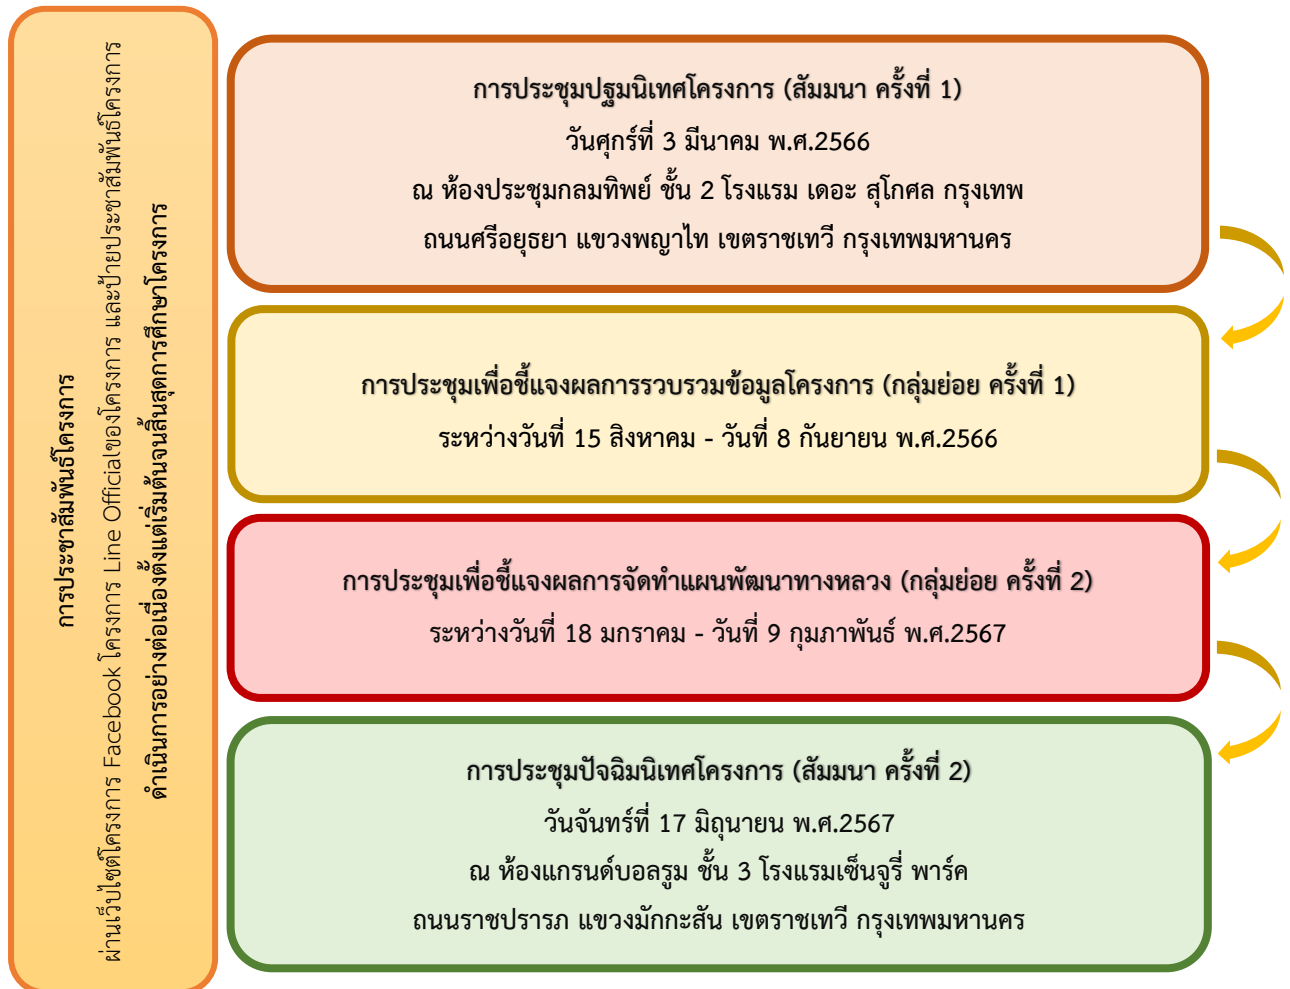 การประชาสัมพันธ์โครงการ
ผ่านเว็บไซต์โครงการ Facebook โครงการ Line Officialของโครงการ และป้ายประชาสัมพันธ์โครงการ
ดำเนินการอย่างต่อเนื่องตั้งแต่เริ่มต้นจนสิ้นสุดการศึกษาโครงการ
การประชุมปฐมนิเทศโครงการ (สัมมนา ครั้งที่ 1)
วันศุกร์ที่ 3 มีนาคม พ.ศ.2566
ณ ห้องประชุมกลมทิพย์ ชั้น 2 โรงแรม เดอะ สุโกศล กรุงเทพ
ถนนศรีอยุธยา แขวงพญาไท เขตราชเทวี กรุงเทพมหานคร
การประชุมเพื่อชี้แจงผลการรวบรวมข้อมูลโครงการ (กลุ่มย่อย ครั้งที่ 1)
ระหว่างวันที่ 15 สิงหาคม - วันที่ 8 กันยายน พ.ศ.2566
การประชุมเพื่อชี้แจงผลการจัดทำแผนพัฒนาทางหลวง (กลุ่มย่อย ครั้งที่ 2)
ระหว่างวันที่ 18 มกราคม - วันที่ 9 กุมภาพันธ์ พ.ศ.2567
การประชุมปัจฉิมนิเทศโครงการ (สัมมนา ครั้งที่ 2)
วันจันทร์ที่ 17 มิถุนายน พ.ศ.2567
ณ ห้องแกรนด์บอลรูม ชั้น 3 โรงแรมเซ็นจูรี่ พาร์ค
ถนนราชปรารภ แขวงมักกะสัน เขตราชเทวี กรุงเทพมหานคร